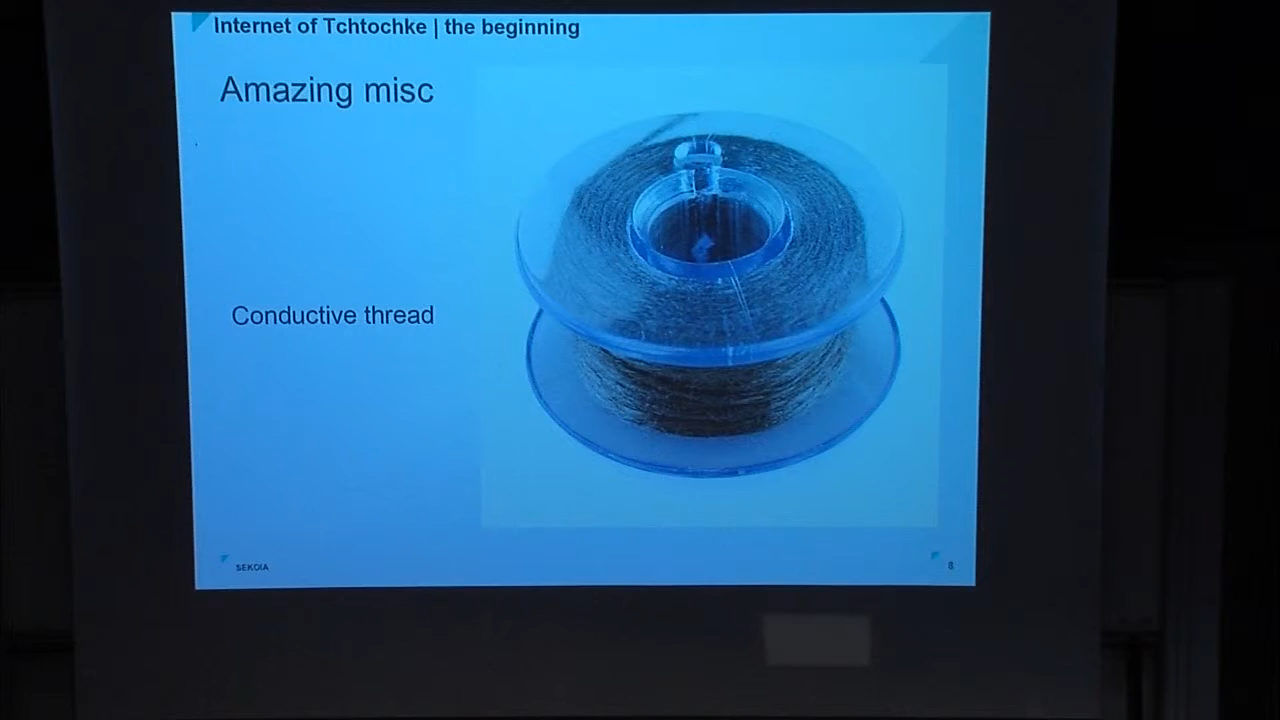 Internet of Tchtochke | the beginning
Amazing misc
Conductive thread
SEKOIA
8